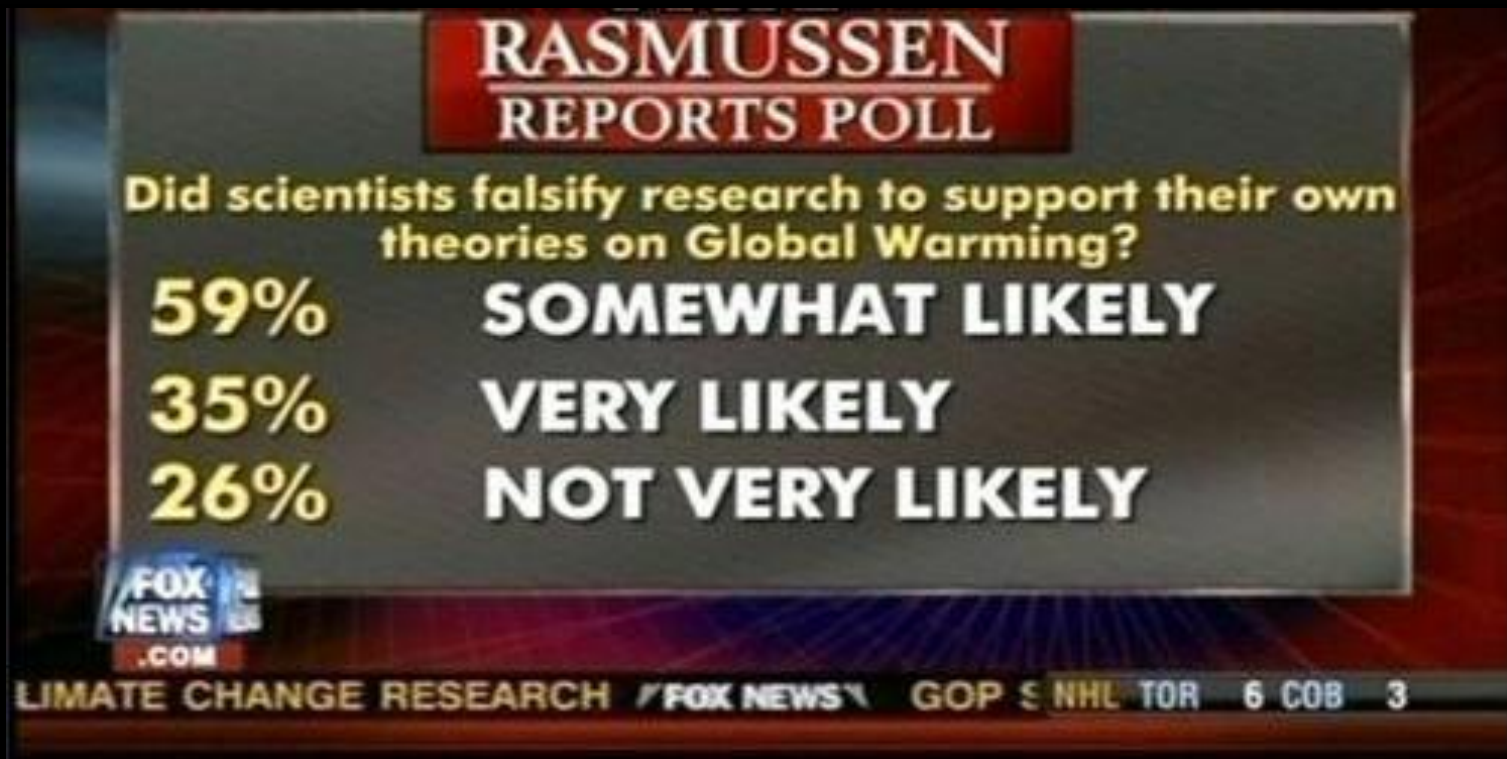 RASMUSSEN
REPORTS POLL
Did scientists falsify research to support their own
theories on Global Warming?
59% SOMEWHAT LIKELY
35% VERY LIKELY
26% NOT VERY LIKELY
FOX
NEWS
.COM
LIMATE CHANGE RESEARCH FOX NEWS GOP S NHL TOR 6 COB 3